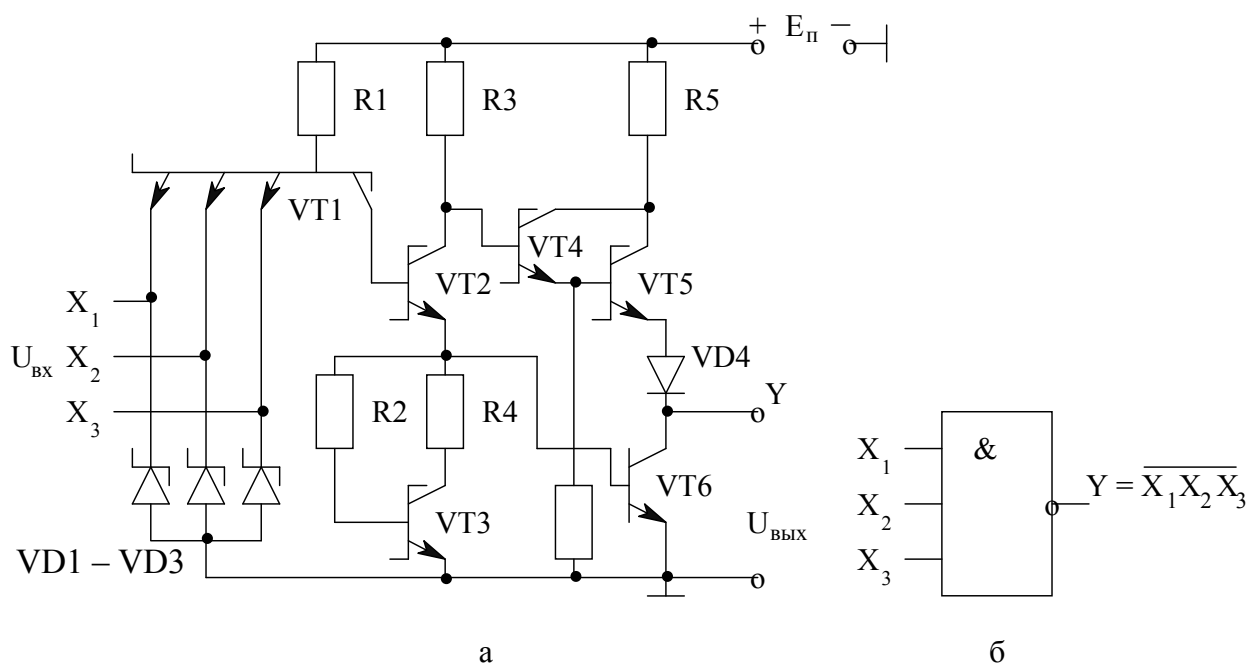 + Eп −
R1
R3
R5
VT1
VT4
VT2
VT5
X1
VD4
Uвх X2
Y
X3
R2
R4
&
X1
VT6
Y = X1X2X3
X2
VT3
Uвых
VD1 – VD3
X3
а
б